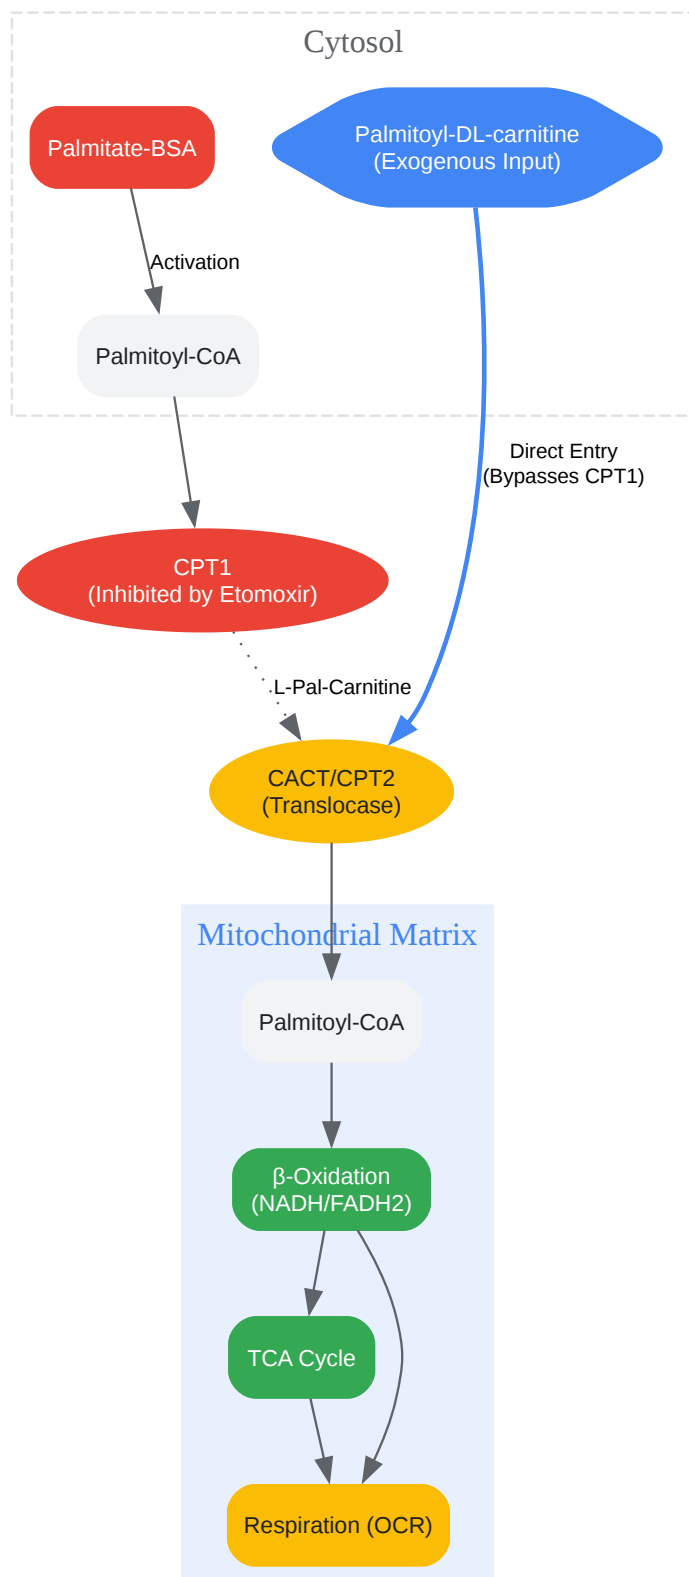 Cytosol
Palmitate-BSA
Palmitoyl-DL-carnitine
(Exogenous Input)
Activation
Palmitoyl-CoA
Direct Entry
(Bypasses CPT1)
CPT1
(Inhibited by Etomoxir)
L-Pal-Carnitine
CACT/CPT2
(Translocase)
Mitochondrial Matrix
Palmitoyl-CoA
β-Oxidation
(NADH/FADH2)
TCA Cycle
Respiration (OCR)